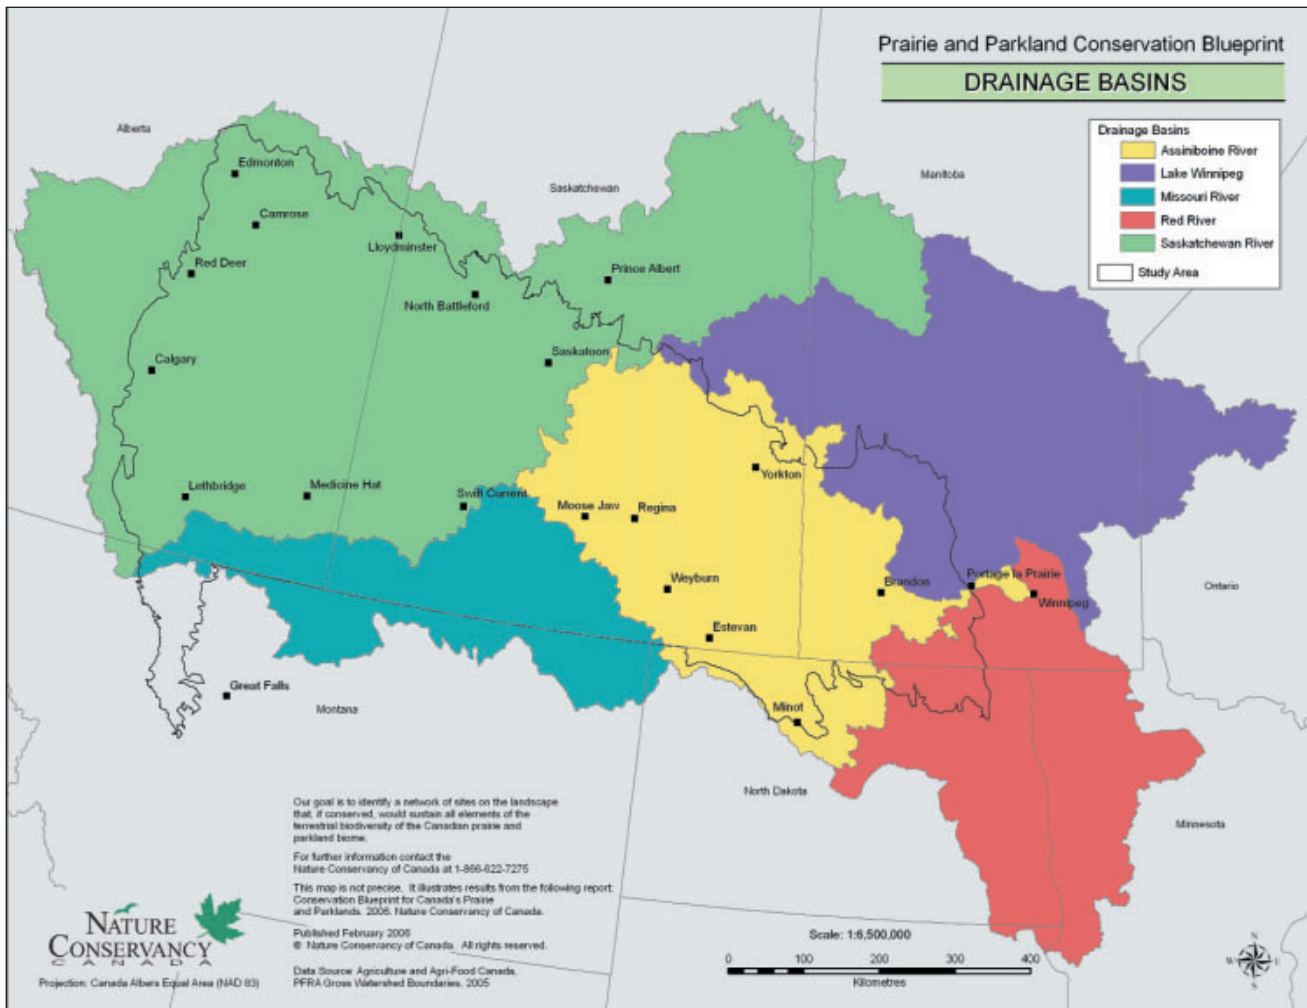 Prairie and Parkland Conservation Blueprint
DRAINAGE BASINS
Drainage Basins
Assiniboine River
Lake Winnipeg
Missouri River
Red River
Saskatchewan River
Study Area
Alberta
Saskatchewan
Manitoba
Edmonton
Camrose
Lloydminster
Red Deer
Prince Albert
North Battleford
Calgary
Saskatoon
Yorkton
Lethbridge
Medicine Hat
Swift Current
Moose Jaw
Regina
Weyburn
Brandon
Portage la Prairie
Winnipeg
Ontario
Estevan
Great Falls
Montana
Minot
North Dakota
Minnesota
Our goal is to identify a network of sites on the landscape
that, if conserved, would sustain all elements of the
terrestrial biodiversity of the Canadian prairie and
parkland biome.
For further information contact the
Nature Conservancy of Canada at 1-866-622-7275
This map is not precise. It illustrates results from the following report:
Conservation Blueprint for Canada's Prairie
and Parklands. 2006. Nature Conservancy of Canada.
Published February 2006
© Nature Conservancy of Canada. All rights reserved.
Data Source: Agriculture and Agri-Food Canada,
PFRA Gross Watershed Boundaries, 2005
NATURE
CONSERVANCY
CANADA
Projection: Canada Albers Equal Area (NAD 83)
Scale: 1:6,500,000
0 100 200 300 400
Kilometres
N
W E
S